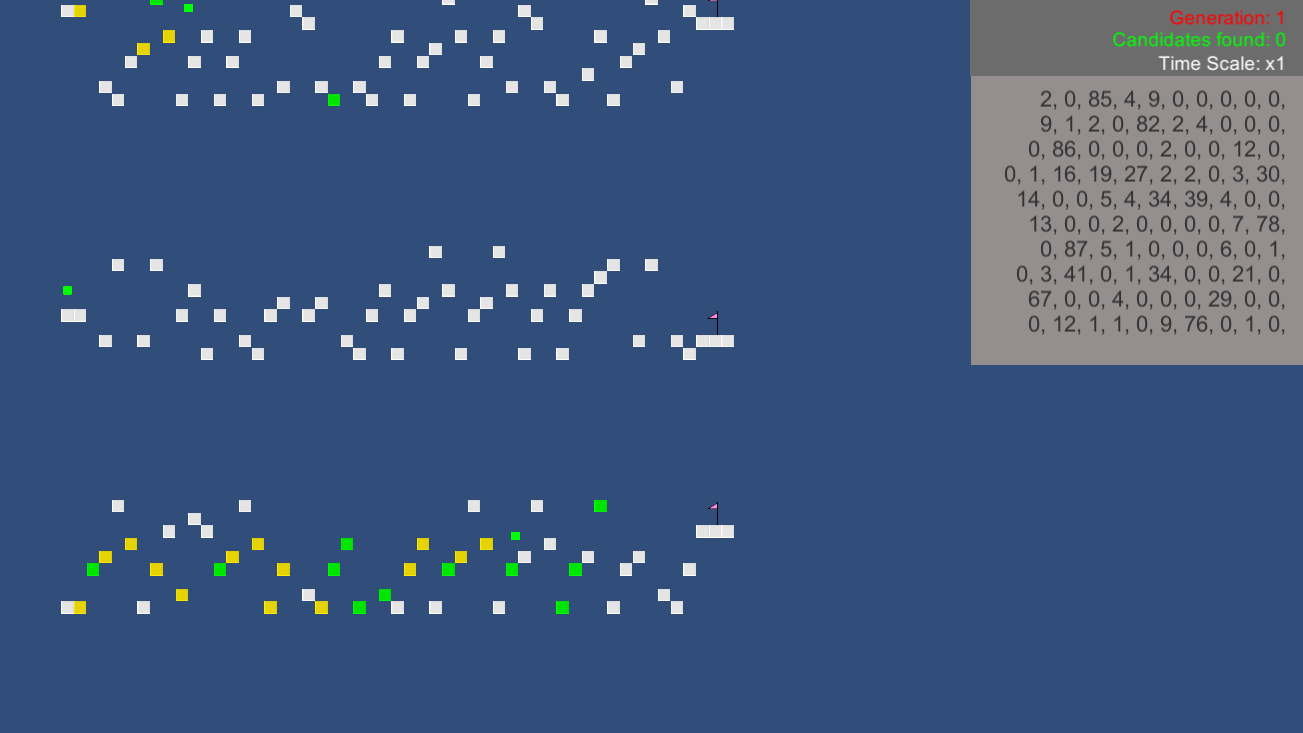 Generation: 1
Candidates found: 0
Time Scale: x1
2, 0, 85, 4, 9, 0, 0, 0, 0, 0,
9, 1, 2, 0, 82, 2, 4, 0, 0, 0,
0, 86, 0, 0, 0, 2, 0, 0, 12, 0,
0, 1, 16, 19, 27, 2, 2, 0, 3, 30,
14, 0, 0, 5, 4, 34, 39, 4, 0, 0,
13, 0, 0, 2, 0, 0, 0, 0, 7, 78,
0, 87, 5, 1, 0, 0, 0, 6, 0, 1,
0, 3, 41, 0, 1, 34, 0, 0, 21, 0,
67, 0, 0, 4, 0, 0, 0, 29, 0, 0,
0, 12, 1, 1, 0, 9, 76, 0, 1, 0,